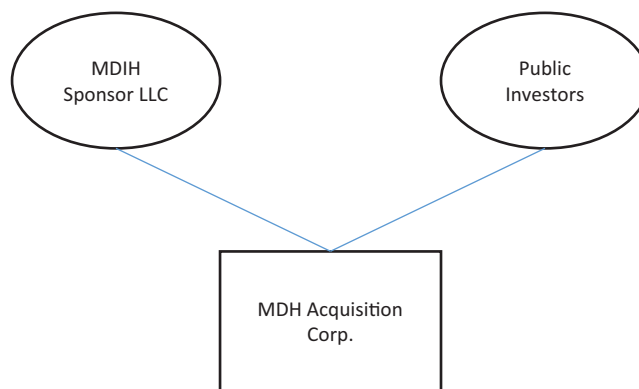 MDIH
Sponsor LLC
Public
Investors
MDH Acquisition
Corp.